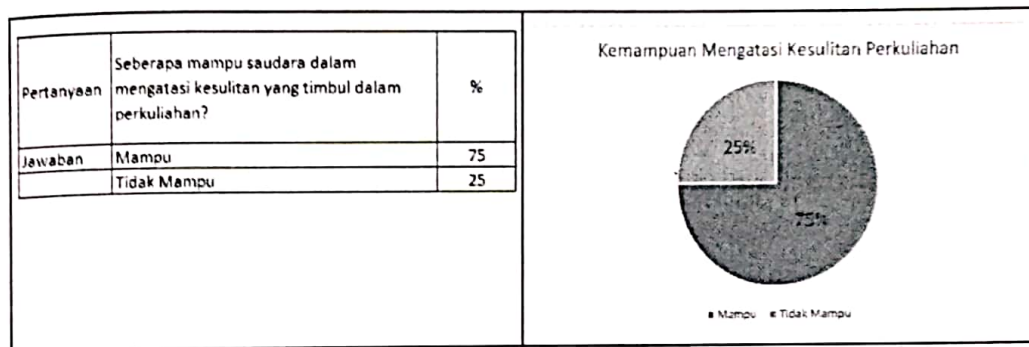 Pertanyaan
Seberapa mampu saudara dalam
mengatasi kesulitan yang timbul dalam
perkuliahan?
%
Jawaban Mampu 75
Tidak Mampu 25
Kemampuan Mengatasi Kesulitan Perkuliahan
25%
75%
Mampu Tidak Mampu